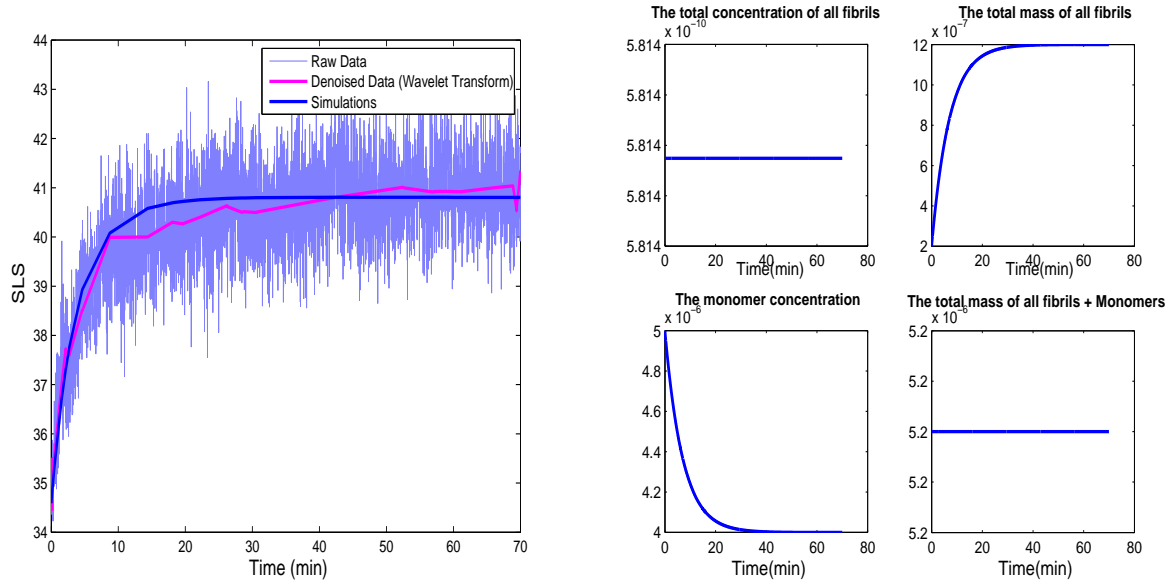 44
43
42
41
40
39
38
37
36
35
34
SLS
0 10 20 30 40 50 60 70
Time (min)
Raw Data
Denoised Data (Wavelet Transform)
Simulations
The total concentration of all fibrils
x 10^-10
5.814
5.814
5.814
5.814
5.814
0 20 40 60 80
Time(min)
The total mass of all fibrils
x 10^-7
12
10
8
6
4
2
0 20 40 60 80
Time(min)
The monomer concentration
x 10^-6
5
4.8
4.6
4.4
4.2
4
0 20 40 60 80
Time(min)
The total mass of all fibrils + Monomers
x 10^-6
5.2
5.2
5.2
5.2
5.2
0 20 40 60 80
Time(min)